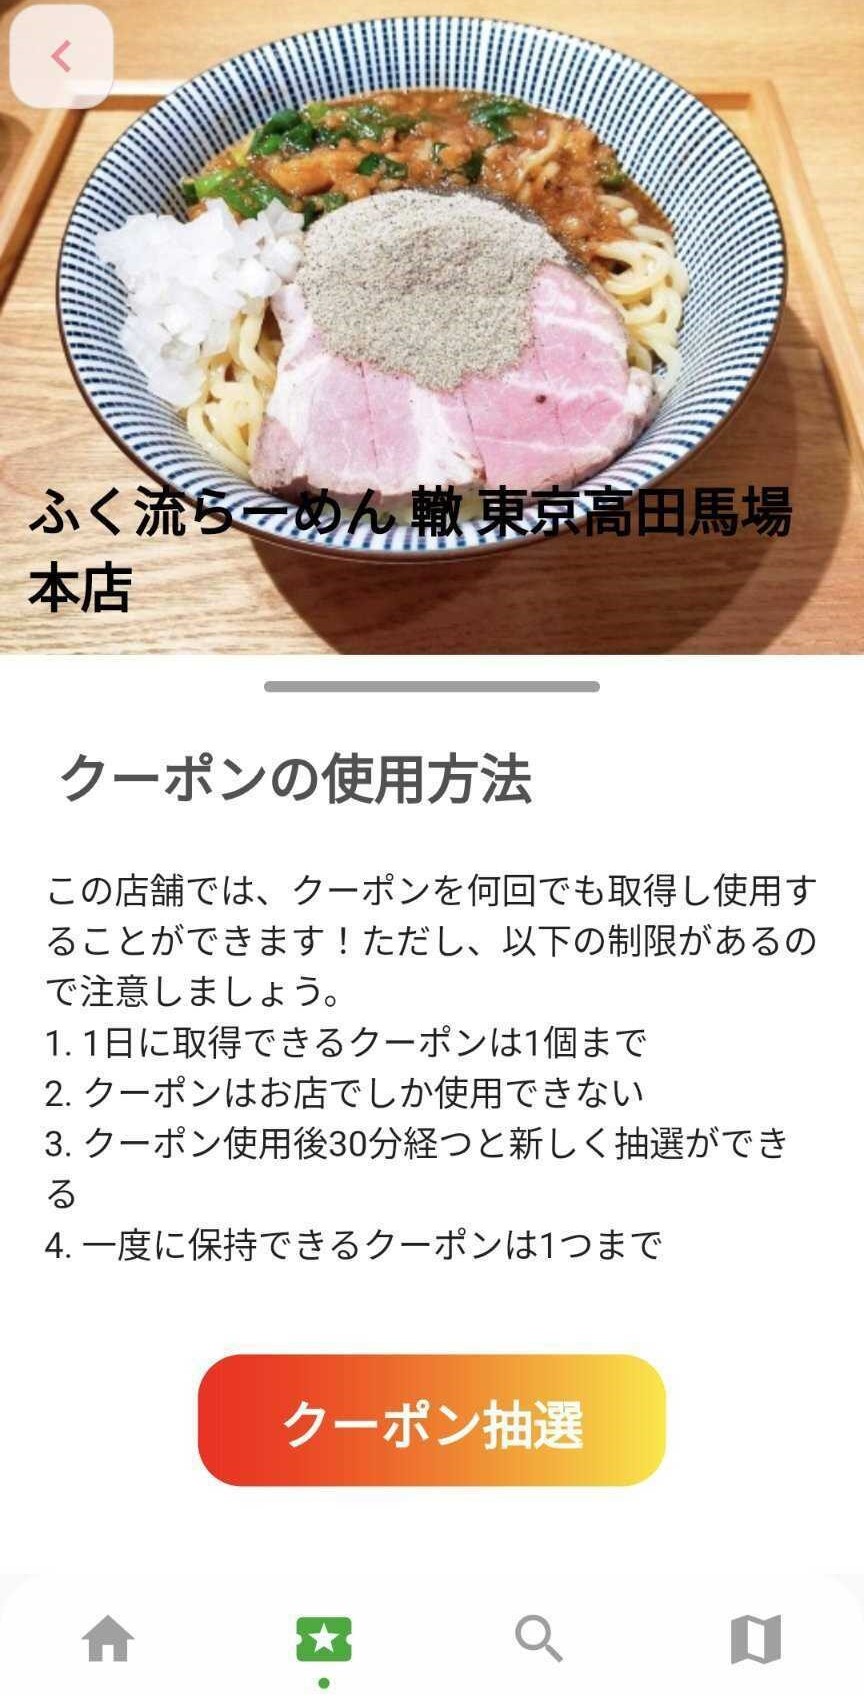 ふく流らーめん 轍 東京高田馬場
本店
クーポンの使用方法
この店舗では、クーポンを何回でも取得し使用す
ることができます！ただし、以下の制限があるの
で注意しましょう。
1. 1日に取得できるクーポンは1個まで
2. クーポンはお店でしか使用できない
3. クーポン使用後30分経つと新しく抽選ができ
る
4. 一度に保持できるクーポンは1つまで
クーポン抽選